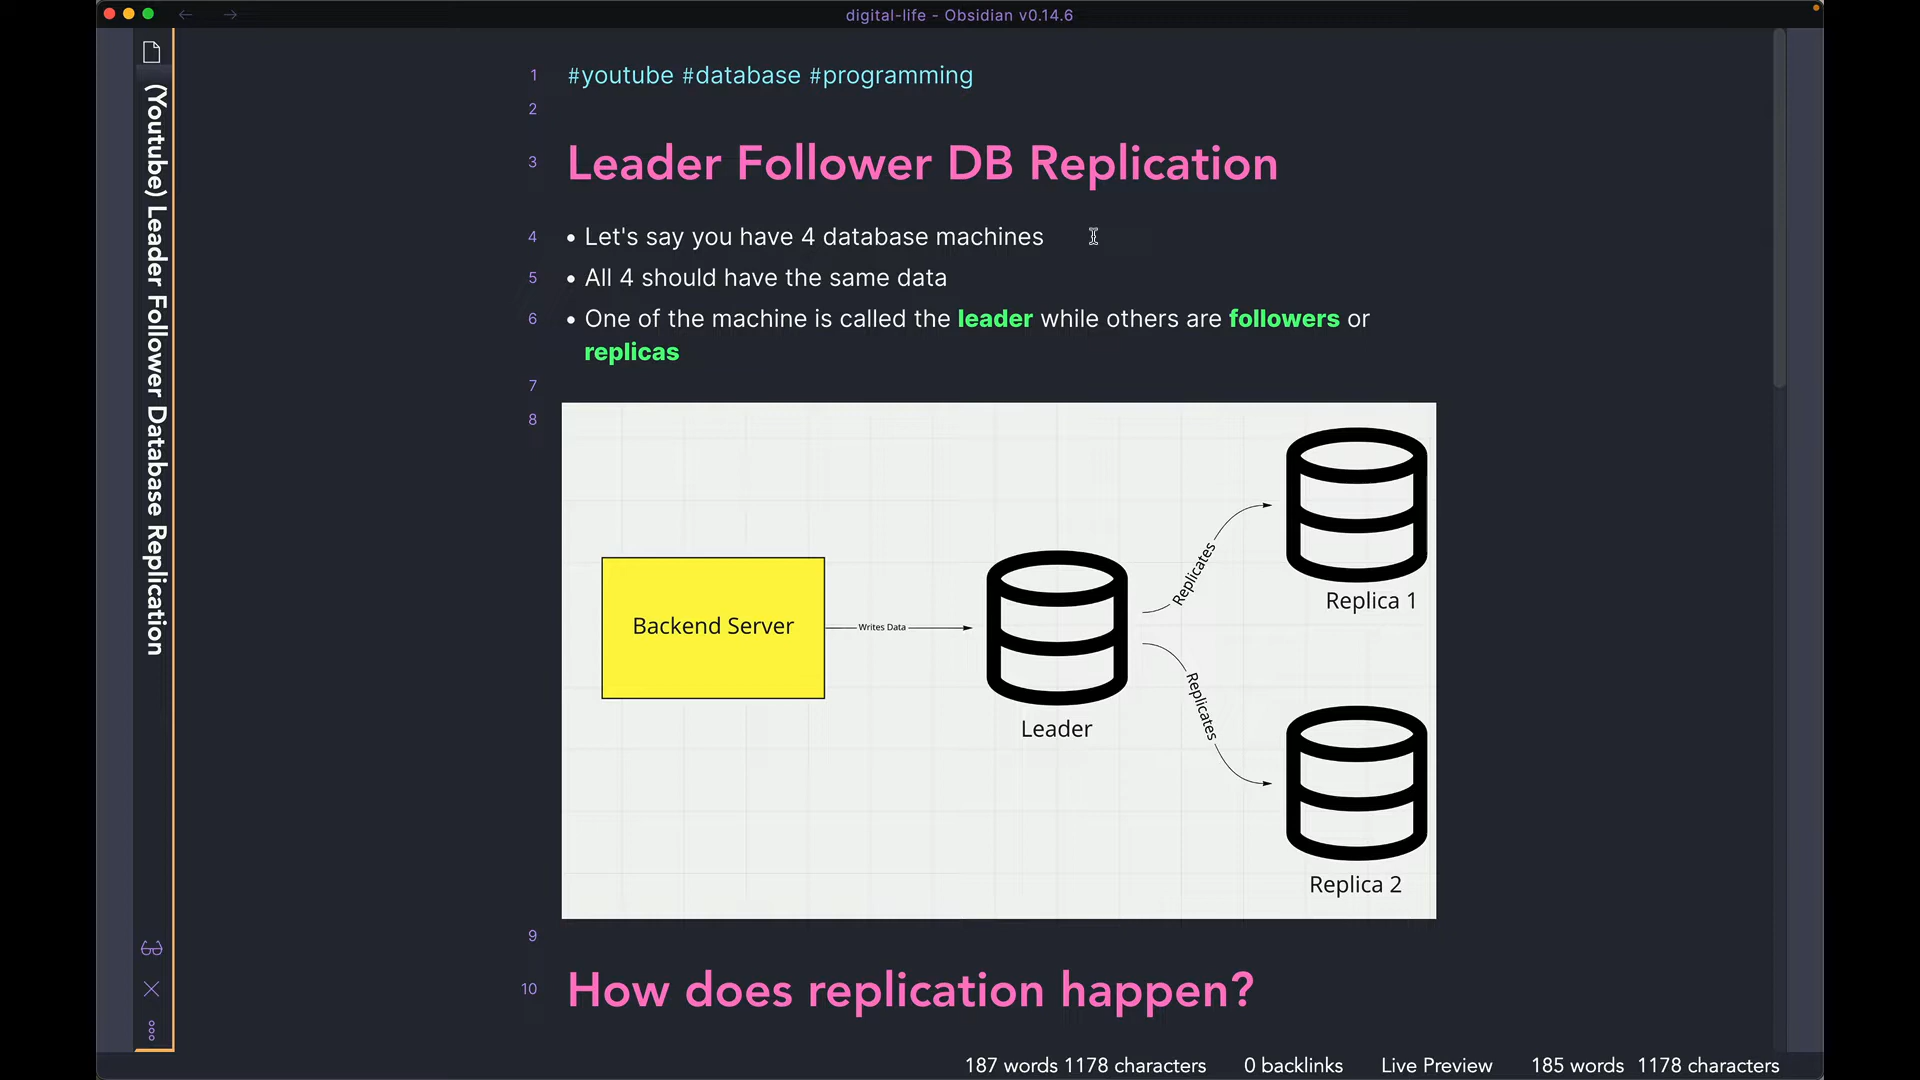 digital-life - Obsidian v0.14.6
(Youtube) Leader Follower Database Replication
1 #youtube #database #programming
2
3 Leader Follower DB Replication
4 • Let's say you have 4 database machines
5 • All 4 should have the same data
6 • One of the machine is called the leader while others are followers or
replicas
7
8
Replicates
Replica 1
Backend Server
Writes Data
Leader
Replicates
Replica 2
9
10 How does replication happen?
187 words 1178 characters 0 backlinks Live Preview 185 words 1178 characters